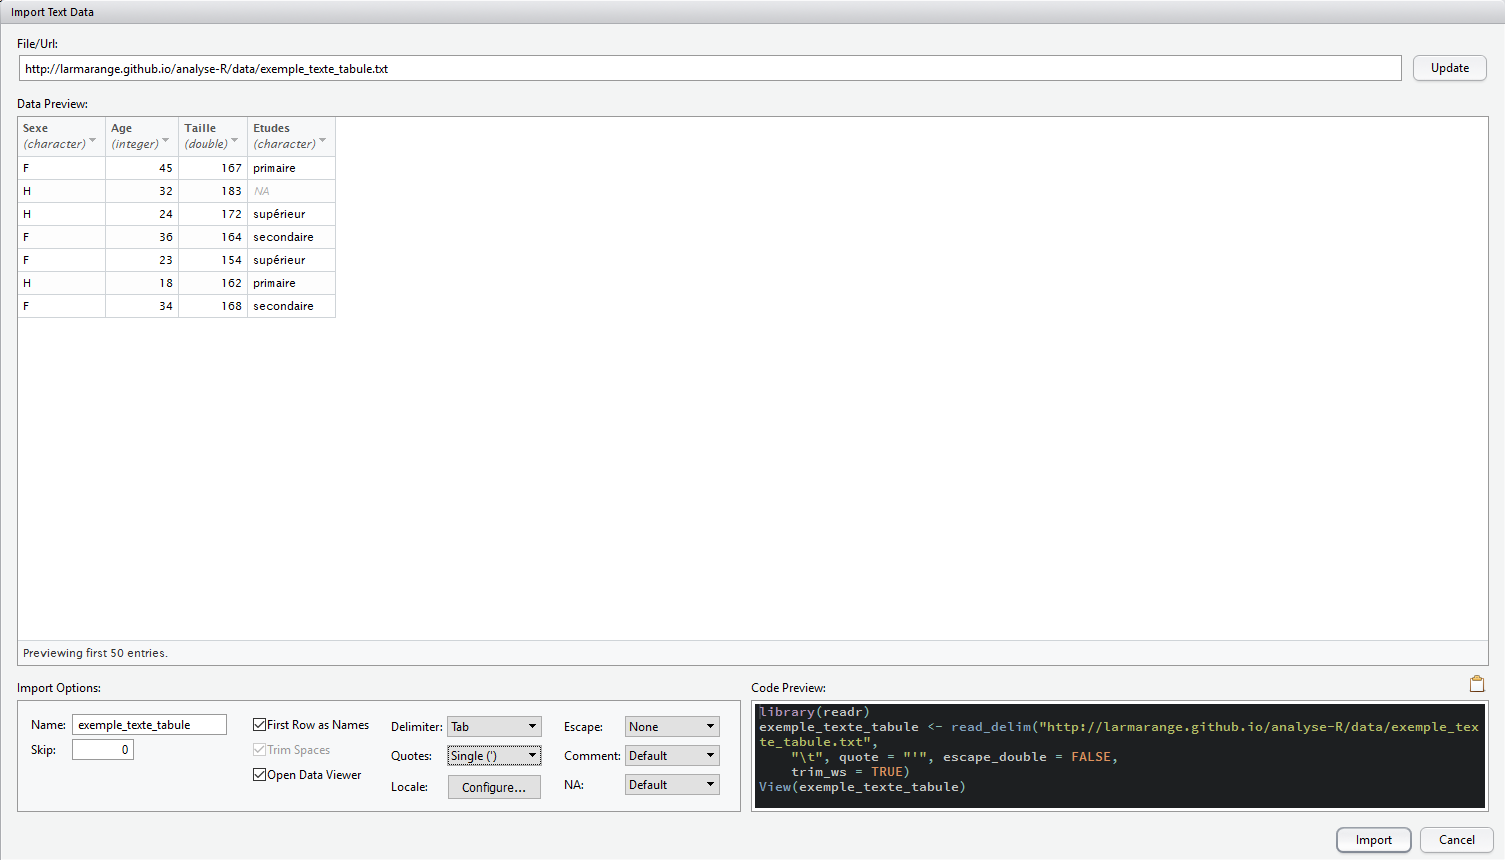 Import Text Data
File/Url:
http://larmarange.github.io/analyse-R/data/exemple_texte_tabule.txt
Update
Data Preview:
Sexe Age Taille Etudes
(character) (integer) (double) (character)
F 45 167 primaire
H 32 183 NA
H 24 172 supérieur
F 36 164 secondaire
F 23 154 supérieur
H 18 162 primaire
F 34 168 secondaire
Previewing first 50 entries.
Import Options:
Name: exemple_texte_tabule
Skip: 0
First Row as Names
Trim Spaces
Open Data Viewer
Delimiter: Tab
Quotes: Single (')
Locale: Configure...
Escape: None
Comment: Default
NA: Default
Code Preview:
library(readr)
exemple_texte_tabule <- read_delim("http://larmarange.github.io/analyse-R/data/exemple_tex
te_tabule.txt",
"\t", quote = "'", escape_double = FALSE,
trim_ws = TRUE)
View(exemple_texte_tabule)
Import
Cancel